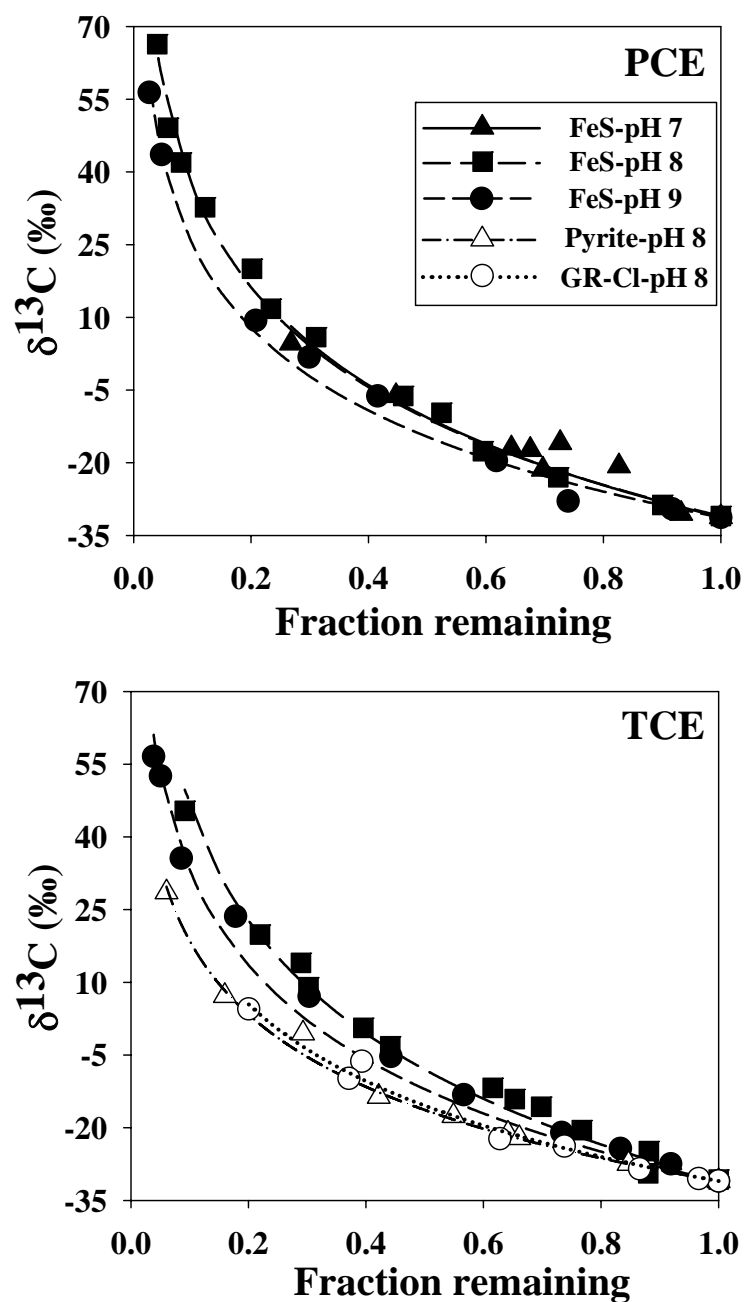 70
PCE
55
FeS-pH 7
40
FeS-pH 8
FeS-pH 9
25
Pyrite-pH 8
GR-Cl-pH 8
10
-5
-20
-35
δ13C (‰)
0.0 0.2 0.4 0.6 0.8 1.0
Fraction remaining
70
TCE
55
40
25
10
-5
-20
-35
δ13C (‰)
0.0 0.2 0.4 0.6 0.8 1.0
Fraction remaining